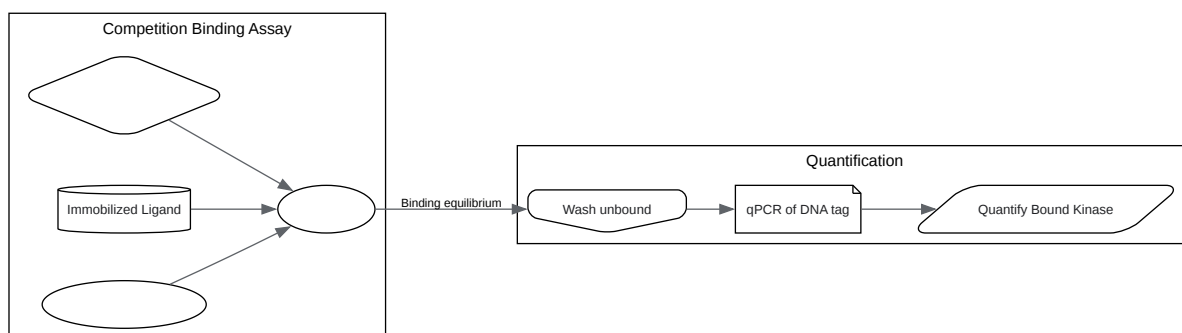 Competition Binding Assay
Immobilized Ligand
Binding equilibrium
Quantification
Wash unbound
qPCR of DNA tag
Quantify Bound Kinase